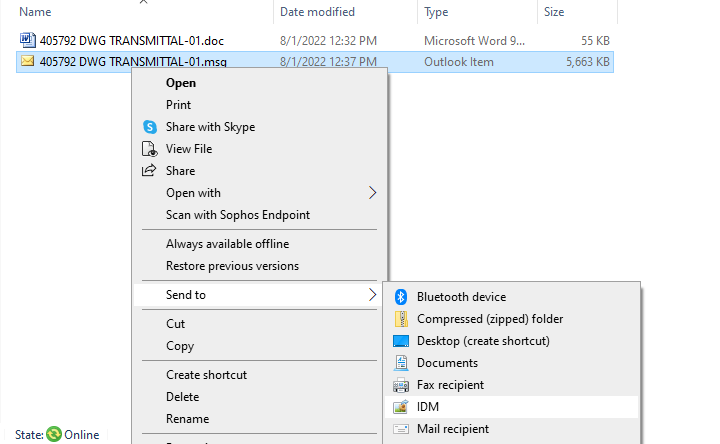 Name Date modified Type Size
405792 DWG TRANSMITTAL-01.doc 8/1/2022 12:32 PM Microsoft Word 9... 55 KB
405792 DWG TRANSMITTAL-01.msg 8/1/2022 12:37 PM Outlook Item 5,663 KB
Open
Print
Share with Skype
View File
Share
Open with
Scan with Sophos Endpoint
Always available offline
Restore previous versions
Send to
Bluetooth device
Compressed (zipped) folder
Desktop (create shortcut)
Documents
Fax recipient
IDM
Mail recipient
Cut
Copy
Create shortcut
Delete
Rename
State: Online